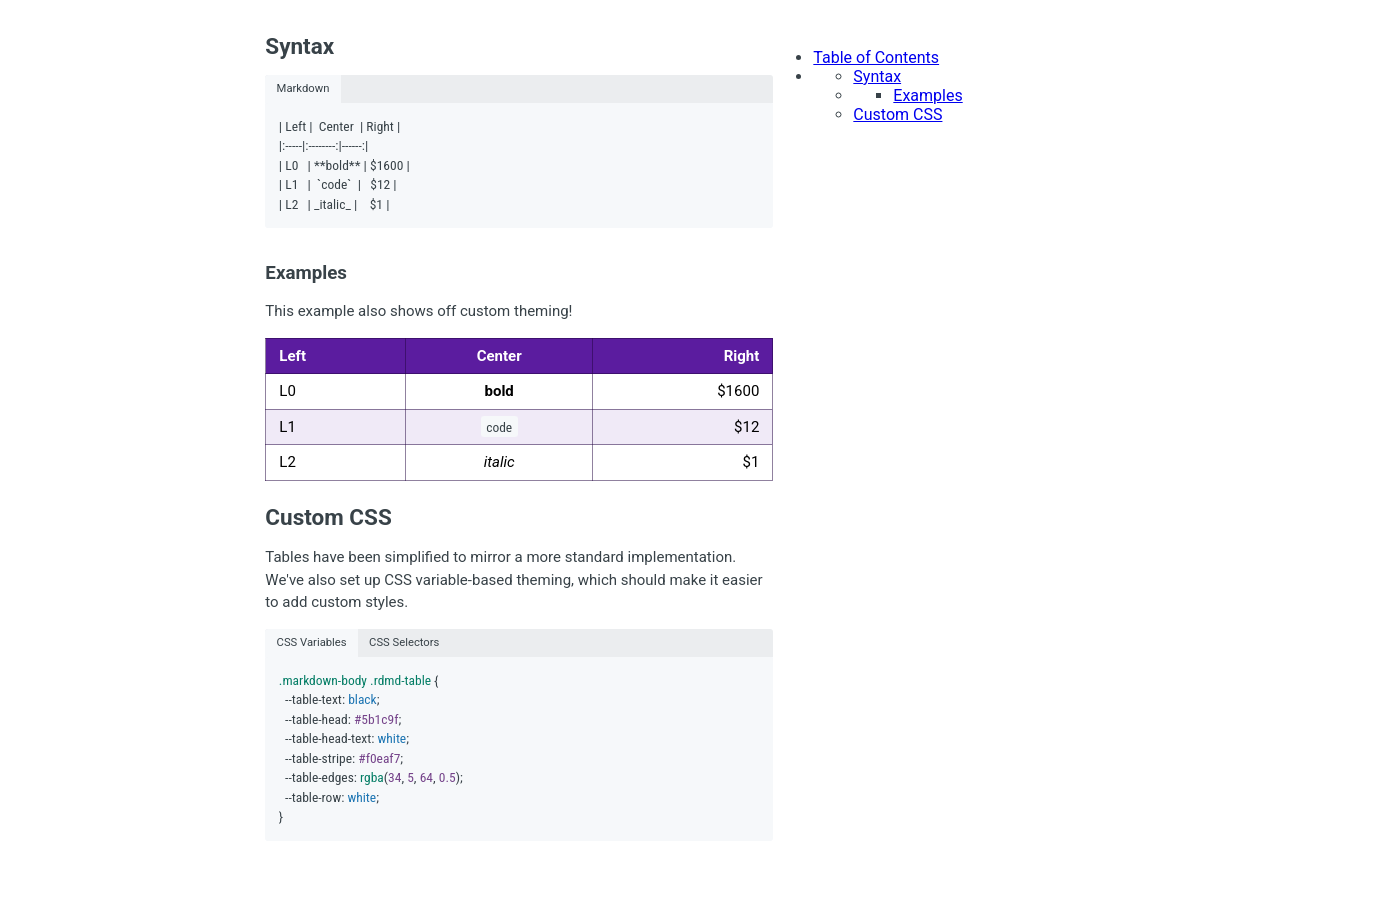 Syntax
Markdown
| Left |  Center  | Right |
|:-----|:--------:|------:|
| L0   | **bold** | $1600 |
| L1   |  `code`  |   $12 |
| L2   | _italic_ |    $1 |
Examples
This example also shows off custom theming!
Left Center Right
L0 bold $1600
L1 code $12
L2 italic $1
Custom CSS
Tables have been simplified to mirror a more standard implementation.
We've also set up CSS variable-based theming, which should make it easier
to add custom styles.
CSS Variables CSS Selectors
.markdown-body .rdmd-table {
  --table-text: black;
  --table-head: #5b1c9f;
  --table-head-text: white;
  --table-stripe: #f0eaf7;
  --table-edges: rgba(34, 5, 64, 0.5);
  --table-row: white;
}
Table of Contents
Syntax
Examples
Custom CSS